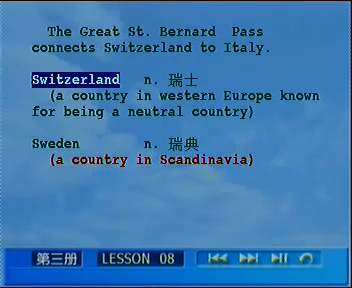 The Great St. Bernard Pass
connects Switzerland to Italy.
Switzerland n. 瑞士
(a country in western Europe known
for being a neutral country)
Sweden n. 瑞典
(a country in Scandinavia)
第三册 LESSON 08